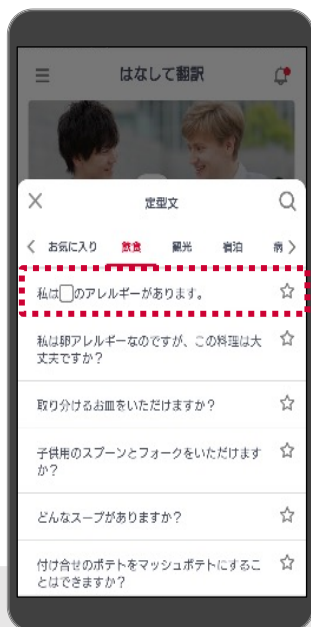 はなして翻訳
定型文
お気に入り 飲食 観光 宿泊 病
私は□のアレルギーがあります。
私は卵アレルギーなのですが、この料理は大
丈夫ですか？
取り分けるお皿をいただけますか？
子供用のスプーンとフォークをいただけます
か？
どんなスープがありますか？
付け合せのポテトをマッシュポテトにするこ
とはできますか？